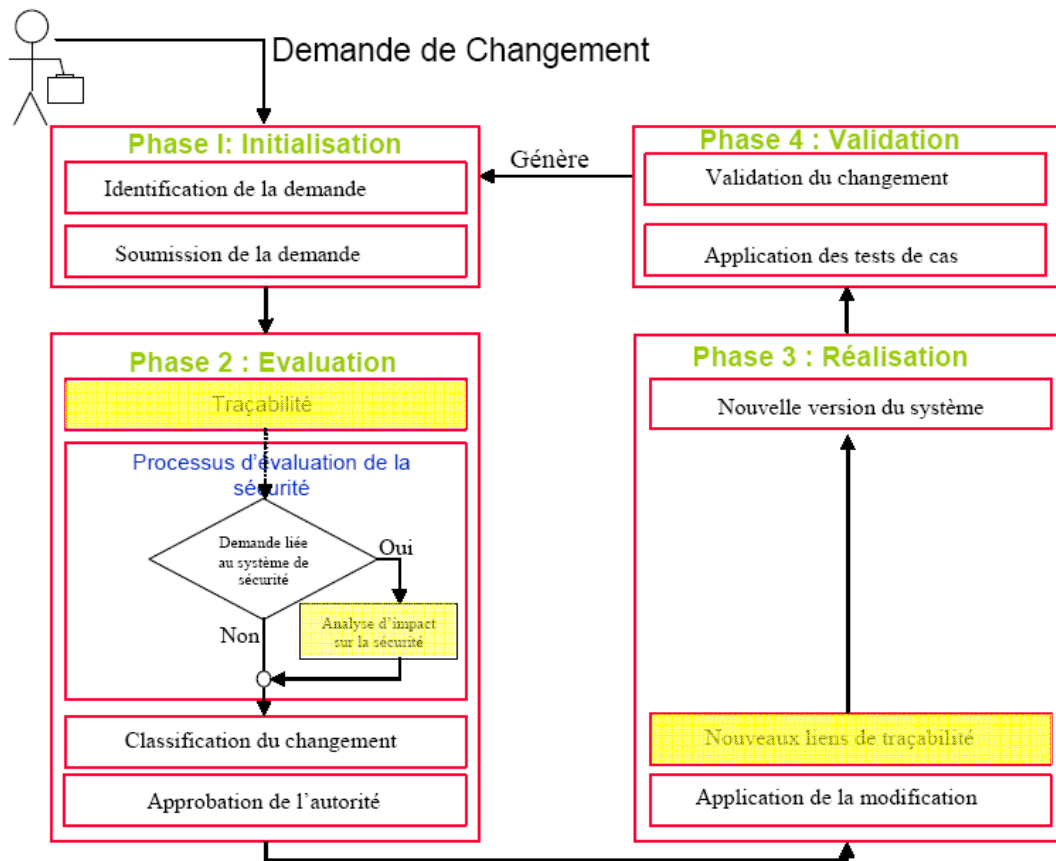 Demande de Changement
Phase I: Initialisation
Identification de la demande
Soumission de la demande
Génère
Phase 2 : Evaluation
Traçabilité
Processus d'évaluation de la
sécurité
Demande liée
au système de
sécurité
Oui
Non
Analyse d'impact
sur la sécurité
Classification du changement
Approbation de l'autorité
Phase 4 : Validation
Validation du changement
Application des tests de cas
Phase 3 : Réalisation
Nouvelle version du système
Nouveaux liens de traçabilité
Application de la modification